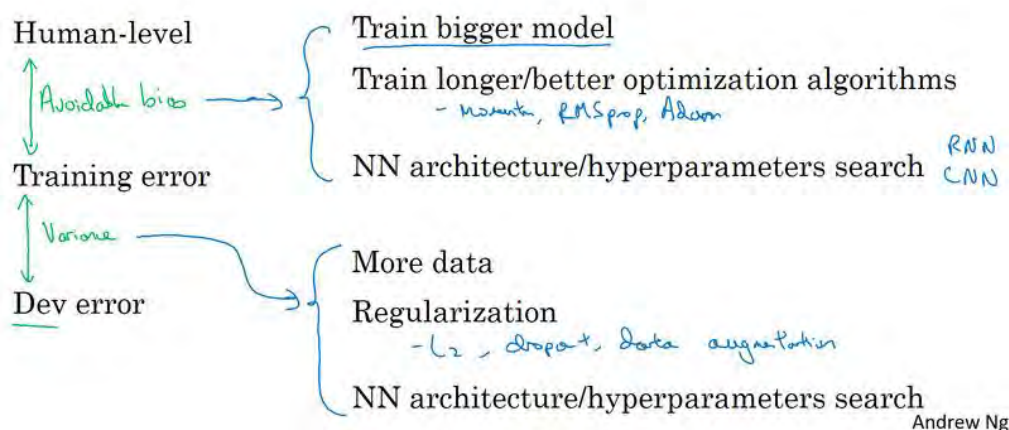 Human-level
Avoidable bias
Training error
Variance
Dev error
Train bigger model
Train longer/better optimization algorithms
- momentum, RMSprop, Adam
NN architecture/hyperparameters search
RNN
CNN
More data
Regularization
- L2, dropout, data augmentation
NN architecture/hyperparameters search
Andrew Ng